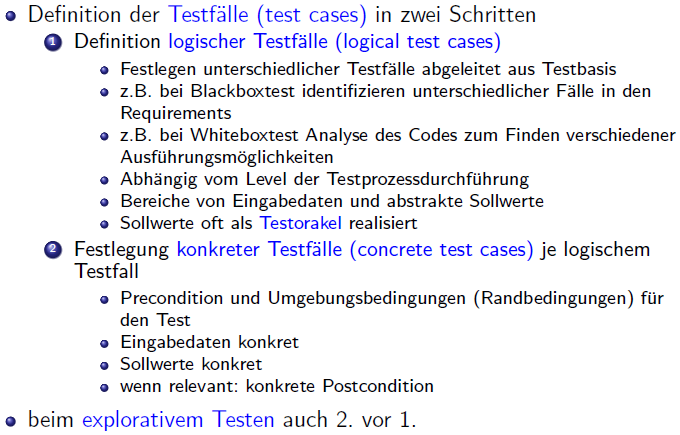 Definition der Testfälle (test cases) in zwei Schritten
1 Definition logischer Testfälle (logical test cases)
Festlegen unterschiedlicher Testfälle abgeleitet aus Testbasis
z.B. bei Blackboxtest identifizieren unterschiedlicher Fälle in den
Requirements
z.B. bei Whiteboxtest Analyse des Codes zum Finden verschiedener
Ausführungsmöglichkeiten
Abhängig vom Level der Testprozessdurchführung
Bereiche von Eingabedaten und abstrakte Sollwerte
Sollwerte oft als Testorakel realisiert
2 Festlegung konkreter Testfälle (concrete test cases) je logischem
Testfall
Precondition und Umgebungsbedingungen (Randbedingungen) für
den Test
Eingabedaten konkret
Sollwerte konkret
wenn relevant: konkrete Postcondition
beim explorativem Testen auch 2. vor 1.